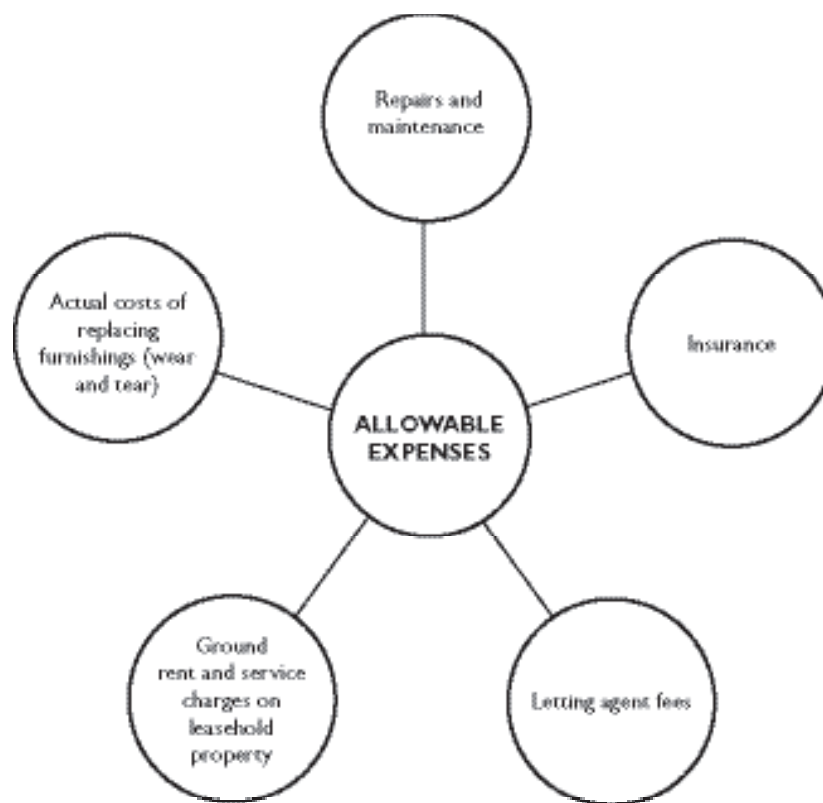 Repairs and
maintenance
Actual costs of
replacing
furnishings (wear
and tear)
Insurance
ALLOWABLE
EXPENSES
Ground
rent and service
charges on
leasehold
property
Letting agent fees